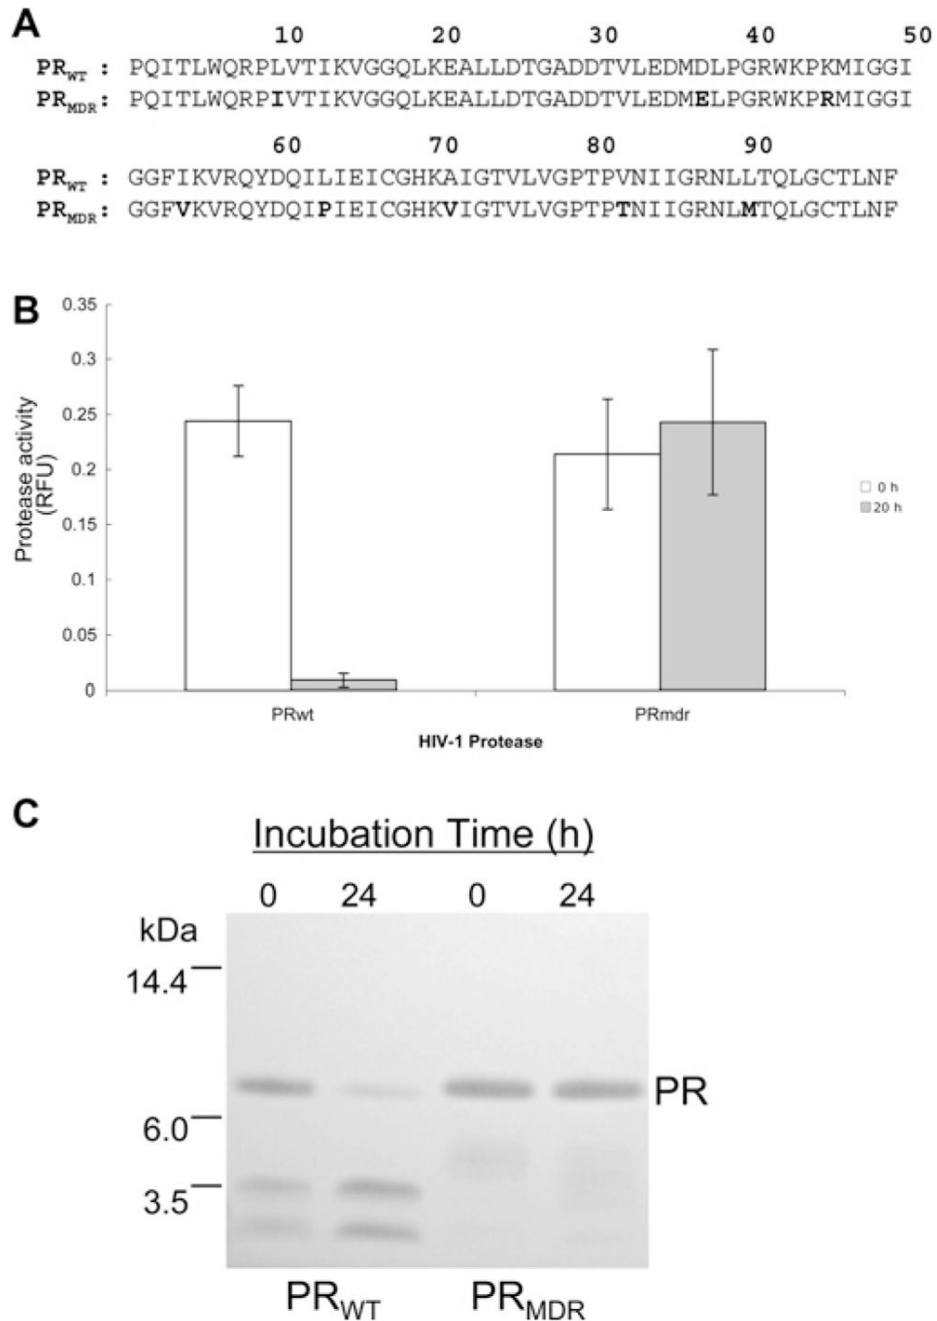 A
10 20 30 40 50
PRWT : PQITLWQRPLVTIKVGGQLKEALLDTGADDTVLEDMDLPGRWKPKMIGGI
PRMDR: PQITLWQRPIVTIKVGGQLKEALLDTGADDTVLEDMELPGRWKPRMIGGI
60 70 80 90
PRWT : GGFIKVRQYDQILIEICGHKAIGTVLVGPTPVNIIGRNLLTQLGCTLNF
PRMDR: GGFVKVRQYDQIPIEICGHKVIGTVLVGPTPTNIIGRNLMTQLGCTLNF
B
0.35
0.3
0.25
0.2
0.15
0.1
0.05
0
Protease activity
(RFU)
0 h
20 h
PRwt PRmdr
HIV-1 Protease
C
Incubation Time (h)
0 24 0 24
kDa
14.4
6.0
3.5
PR
PRWT PRMDR